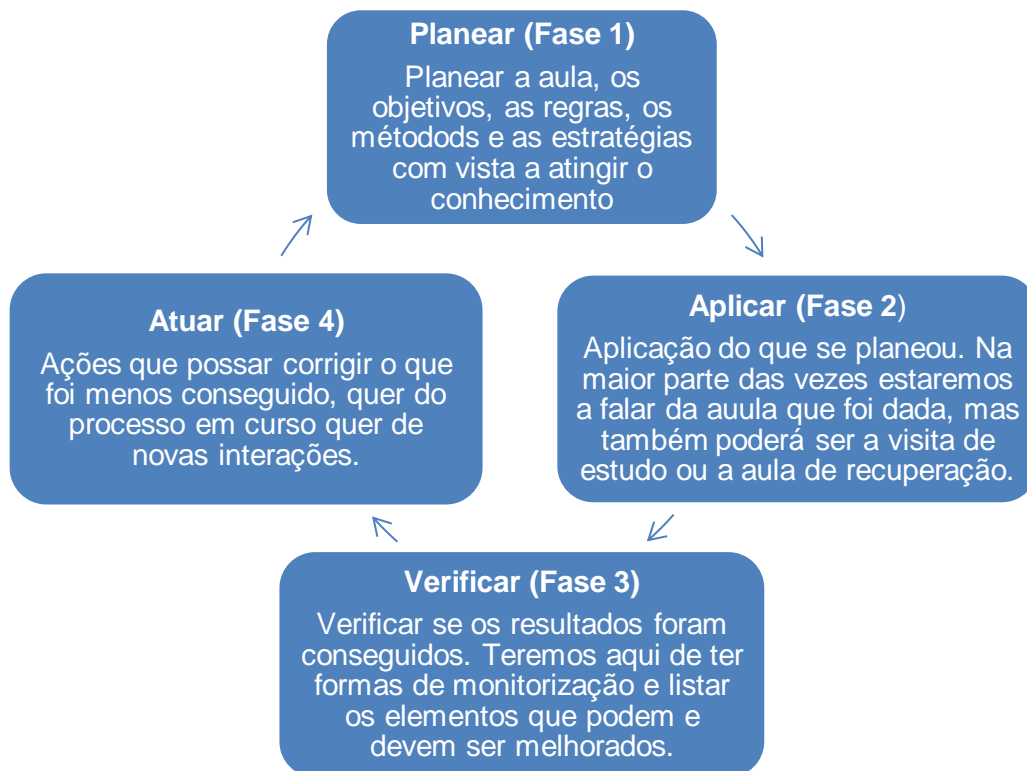 Planear (Fase 1)
Planear a aula, os
objetivos, as regras, os
métodods e as estratégias
com vista a atingir o
conhecimento
Aplicar (Fase 2)
Aplicação do que se planeou. Na
maior parte das vezes estaremos
a falar da auula que foi dada, mas
também poderá ser a visita de
estudo ou a aula de recuperação.
Verificar (Fase 3)
Verificar se os resultados foram
conseguidos. Teremos aqui de ter
formas de monitorização e listar
os elementos que podem e
devem ser melhorados.
Atuar (Fase 4)
Ações que possar corrigir o que
foi menos conseguido, quer do
processo em curso quer de
novas interações.